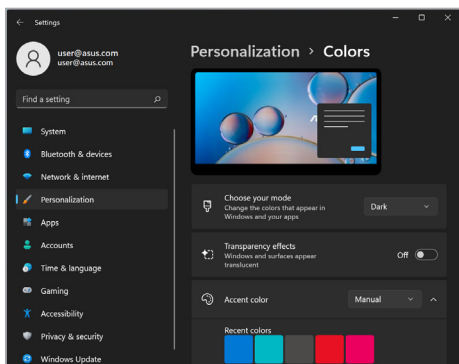 Settings
user@asus.com
user@asus.com
Find a setting
System
Bluetooth & devices
Network & internet
Personalization
Apps
Accounts
Time & language
Gaming
Accessibility
Privacy & security
Windows Update
Personalization > Colors
Choose your mode
Change the colors that appear in
Windows and your apps
Dark
Transparency effects
Windows and surfaces appear
translucent
Off
Accent color
Manual
Recent colors